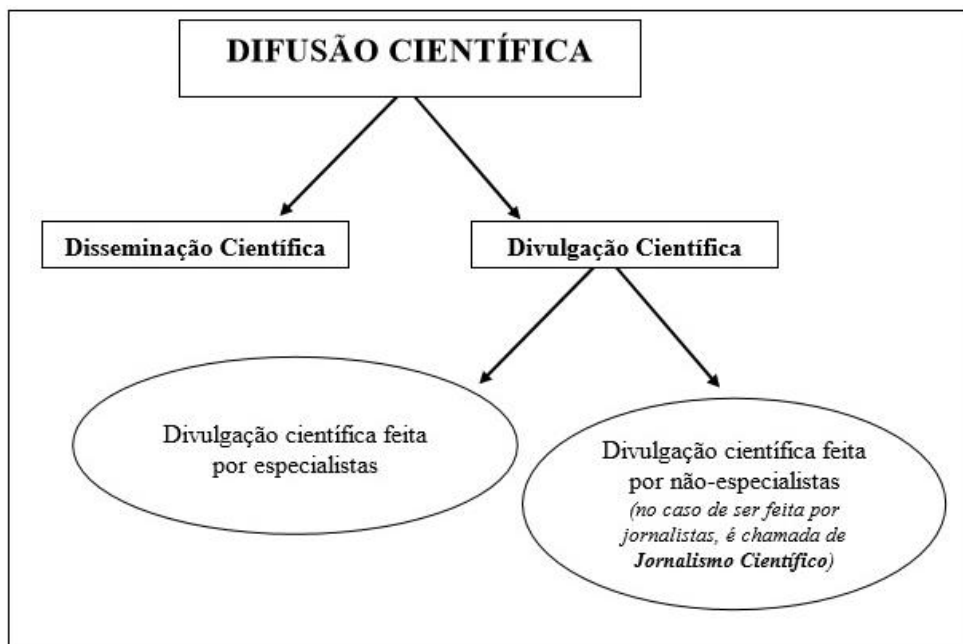 DIFUSÃO CIENTÍFICA
Disseminação Científica
Divulgação Científica
Divulgação científica feita
por especialistas
Divulgação científica feita
por não-especialistas
(no caso de ser feita por
jornalistas, é chamada de
Jornalismo Científico)